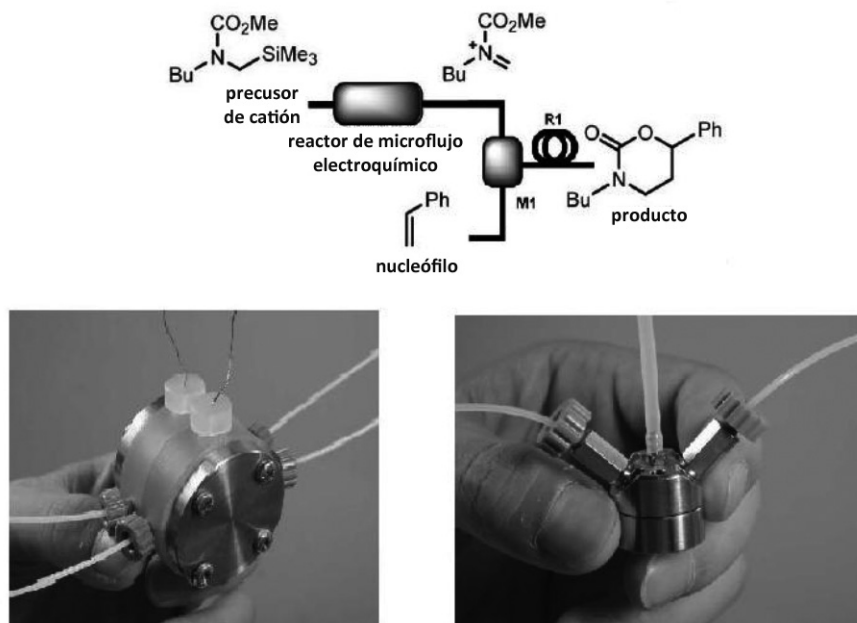 CO₂Me
N
SiMe₃
Bu
precusor
de catión
reactor de microflujo
electroquímico
CO₂Me
N
+
Bu
R1
M1
Ph
nucleófilo
O
O
Ph
N
Bu
producto